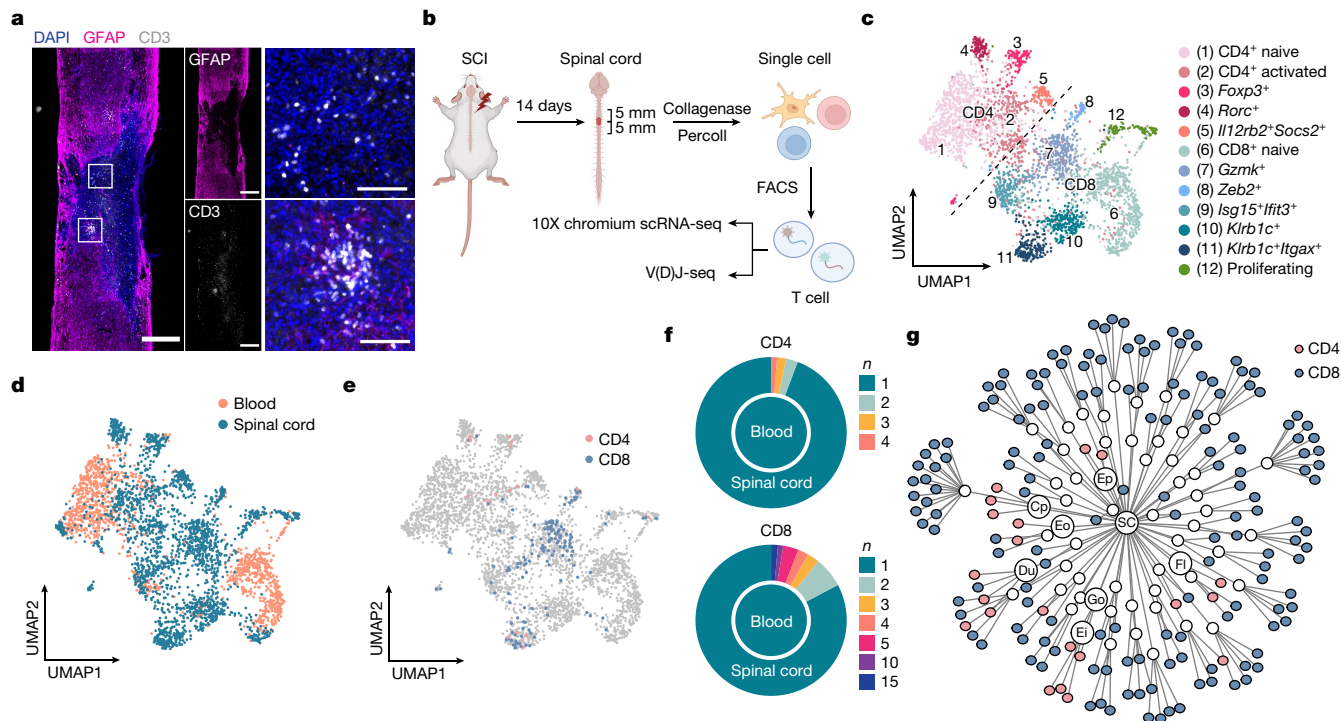 a
DAPI GFAP CD3
GFAP
CD3
b
SCI
14 days
Spinal cord
5 mm
5 mm
Collagenase
Percoll
Single cell
FACS
10X chromium scRNA-seq
V(D)J-seq
T cell
c
4
3
5
8
12
CD4
2
1
7
CD8
6
9
10
11
UMAP2
UMAP1
(1) CD4⁺ naive
(2) CD4⁺ activated
(3) Foxp3⁺
(4) Rorc⁺
(5) Il12rb2⁺Socs2⁺
(6) CD8⁺ naive
(7) Gzmk⁺
(8) Zeb2⁺
(9) Isg15⁺Ifit3⁺
(10) Klrb1c⁺
(11) Klrb1c⁺Itgax⁺
(12) Proliferating
d
Blood
Spinal cord
UMAP2
UMAP1
e
CD4
CD8
UMAP2
UMAP1
f
CD4
Blood
Spinal cord
n
1
2
3
4
CD8
Blood
Spinal cord
n
1
2
3
4
5
10
15
g
CD4
CD8
Ep
Cp
Eo
SC
Du
Fl
Go
Ei